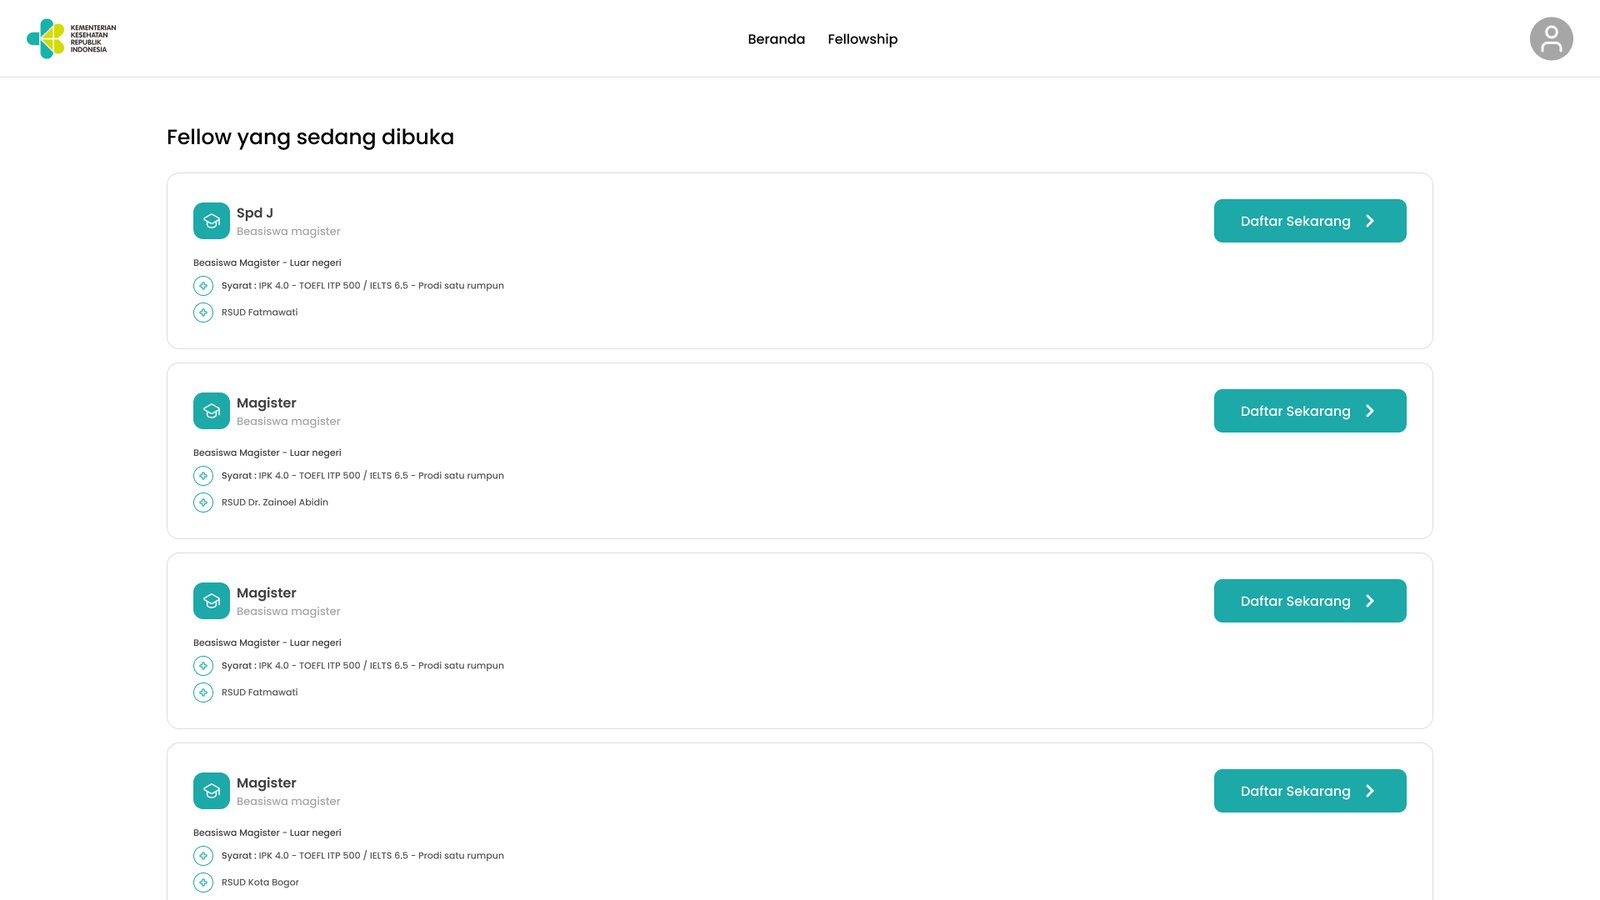 KEMENTERIAN
KESEHATAN
REPUBLIK
INDONESIA
Beranda
Fellowship
Fellow yang sedang dibuka
Spd J
Beasiswa magister
Daftar Sekarang
Beasiswa Magister - Luar negeri
Syarat : IPK 4.0 - TOEFL ITP 500 / IELTS 6.5 - Prodi satu rumpun
RSUD Fatmawati
Magister
Beasiswa magister
Daftar Sekarang
Beasiswa Magister - Luar negeri
Syarat : IPK 4.0 - TOEFL ITP 500 / IELTS 6.5 - Prodi satu rumpun
RSUD Dr. Zainoel Abidin
Magister
Beasiswa magister
Daftar Sekarang
Beasiswa Magister - Luar negeri
Syarat : IPK 4.0 - TOEFL ITP 500 / IELTS 6.5 - Prodi satu rumpun
RSUD Fatmawati
Magister
Beasiswa magister
Daftar Sekarang
Beasiswa Magister - Luar negeri
Syarat : IPK 4.0 - TOEFL ITP 500 / IELTS 6.5 - Prodi satu rumpun
RSUD Kota Bogor